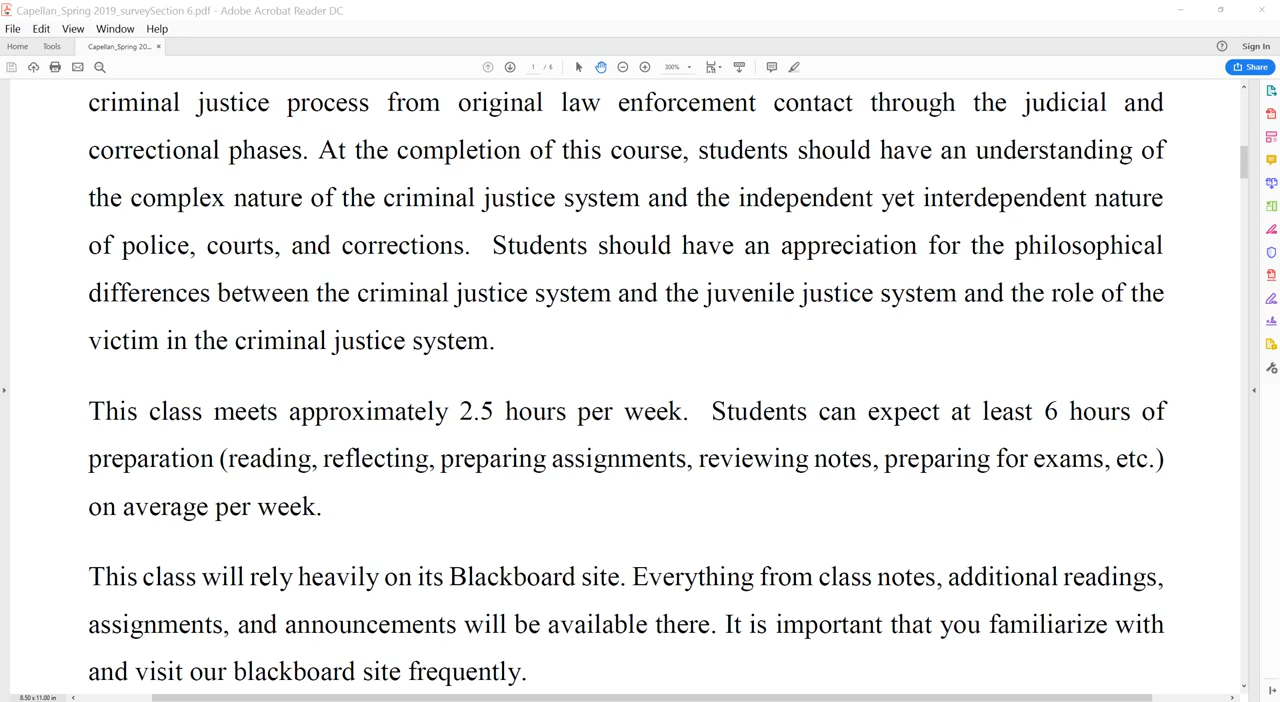 Capellan_Spring 2019_surveySection 6.pdf - Adobe Acrobat Reader DC
File Edit View Window Help
Home Tools Capellan_Spring 20... × Sign In
1 / 6 300% Share
criminal justice process from original law enforcement contact through the judicial and
correctional phases. At the completion of this course, students should have an understanding of
the complex nature of the criminal justice system and the independent yet interdependent nature
of police, courts, and corrections. Students should have an appreciation for the philosophical
differences between the criminal justice system and the juvenile justice system and the role of the
victim in the criminal justice system.
This class meets approximately 2.5 hours per week. Students can expect at least 6 hours of
preparation (reading, reflecting, preparing assignments, reviewing notes, preparing for exams, etc.)
on average per week.
This class will rely heavily on its Blackboard site. Everything from class notes, additional readings,
assignments, and announcements will be available there. It is important that you familiarize with
and visit our blackboard site frequently.
8.50 x 11.00 in